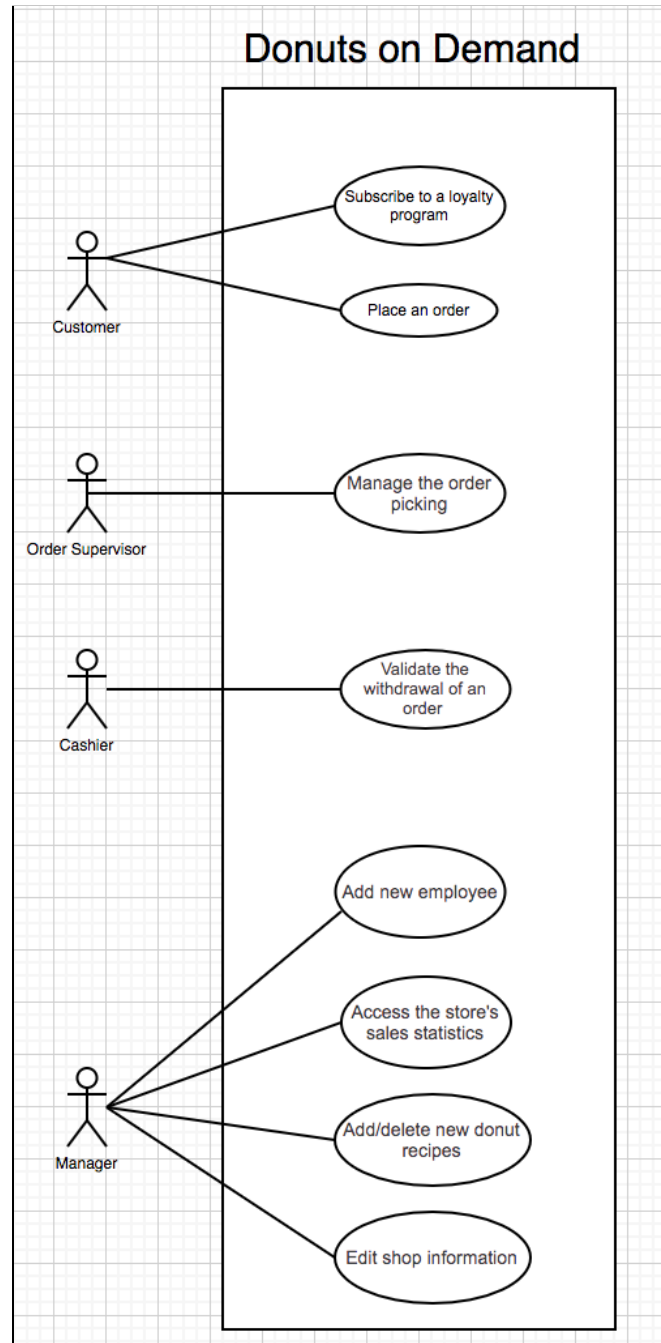 Donuts on Demand
Subscribe to a loyalty
program
Place an order
Customer
Manage the order
picking
Order Supervisor
Validate the
withdrawal of an
order
Cashier
Add new employee
Access the store's
sales statistics
Add/delete new donut
recipes
Manager
Edit shop information